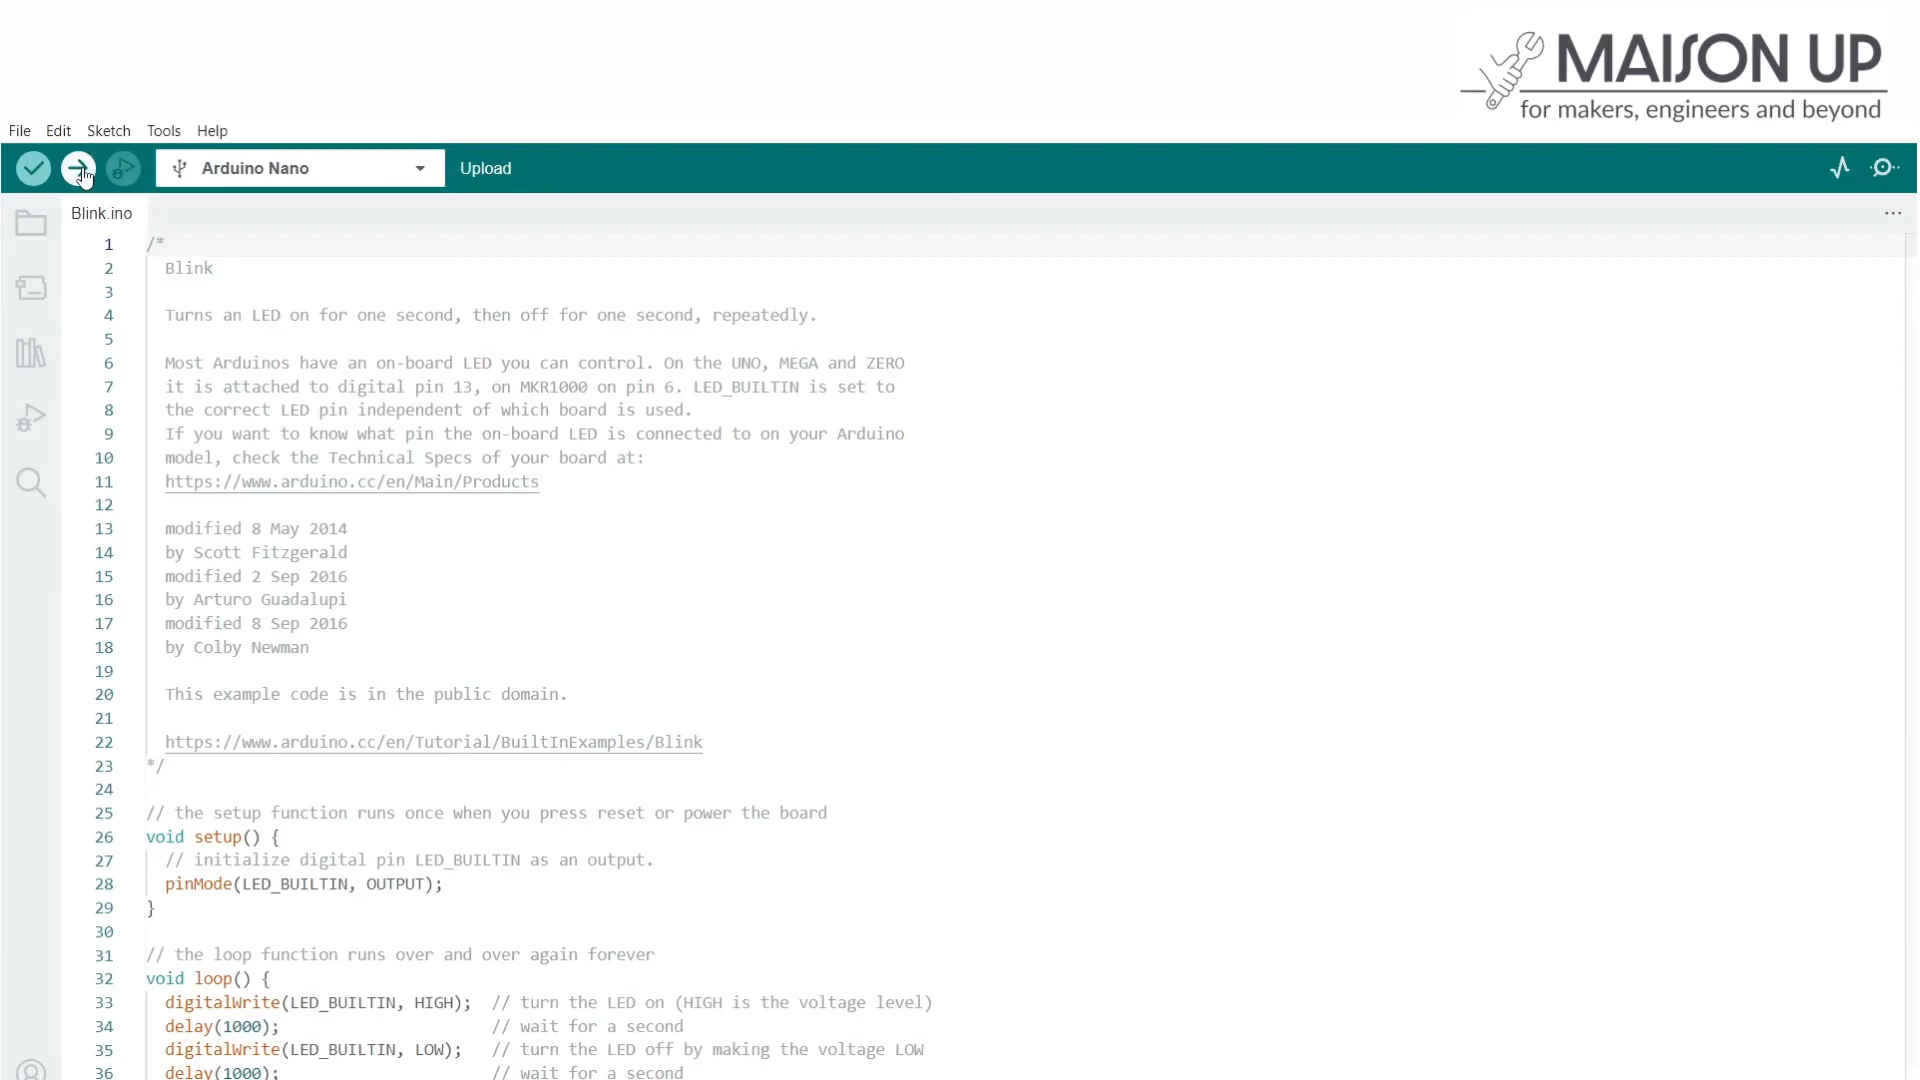 MAISON UP
for makers, engineers and beyond
File Edit Sketch Tools Help
Arduino Nano Upload
Blink.ino
1 /*
2 Blink
3
4 Turns an LED on for one second, then off for one second, repeatedly.
5
6 Most Arduinos have an on-board LED you can control. On the UNO, MEGA and ZERO
7 it is attached to digital pin 13, on MKR1000 on pin 6. LED_BUILTIN is set to
8 the correct LED pin independent of which board is used.
9 If you want to know what pin the on-board LED is connected to on your Arduino
10 model, check the Technical Specs of your board at:
11 https://www.arduino.cc/en/Main/Products
12
13 modified 8 May 2014
14 by Scott Fitzgerald
15 modified 2 Sep 2016
16 by Arturo Guadalupi
17 modified 8 Sep 2016
18 by Colby Newman
19
20 This example code is in the public domain.
21
22 https://www.arduino.cc/en/Tutorial/BuiltInExamples/Blink
23 */
24
25 // the setup function runs once when you press reset or power the board
26 void setup() {
27 // initialize digital pin LED_BUILTIN as an output.
28 pinMode(LED_BUILTIN, OUTPUT);
29 }
30
31 // the loop function runs over and over again forever
32 void loop() {
33 digitalWrite(LED_BUILTIN, HIGH); // turn the LED on (HIGH is the voltage level)
34 delay(1000); // wait for a second
35 digitalWrite(LED_BUILTIN, LOW); // turn the LED off by making the voltage LOW
36 delay(1000); // wait for a second